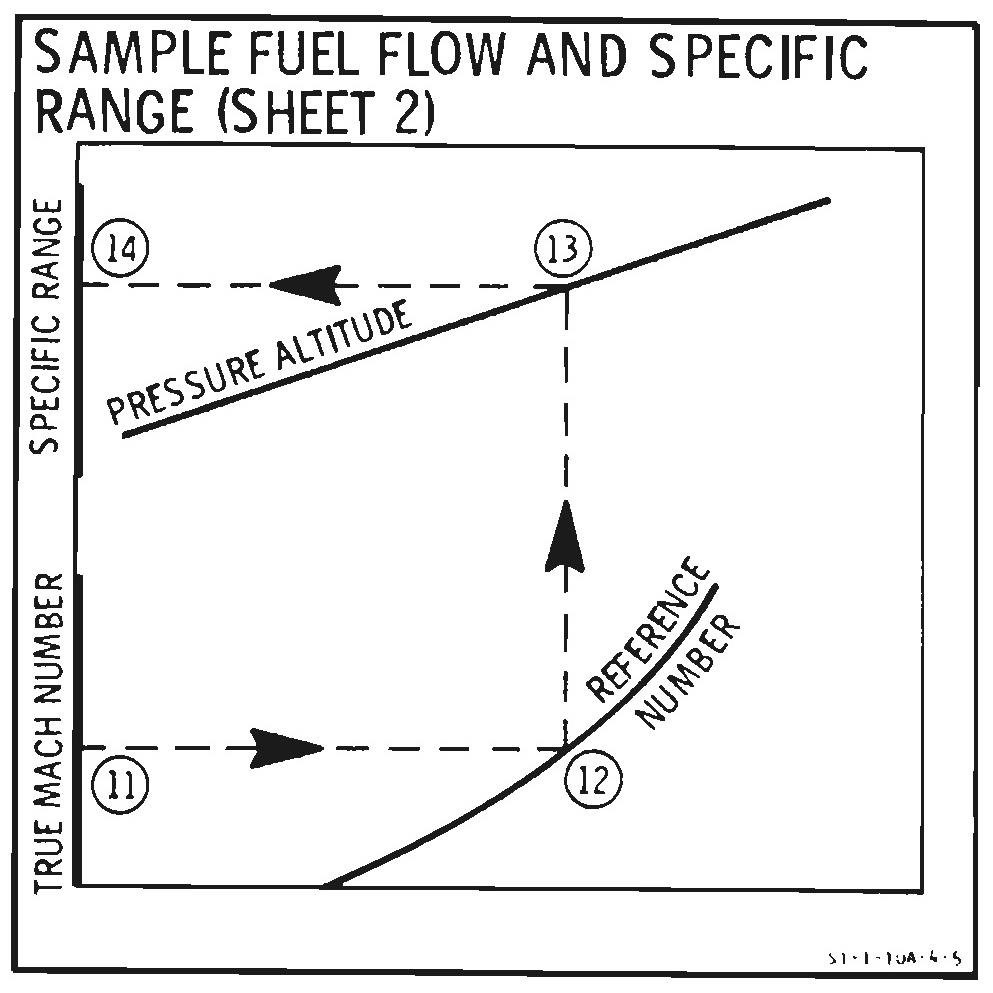 SAMPLE FUEL FLOW AND SPECIFIC
RANGE (SHEET 2)
SPECIFIC RANGE
14
13
PRESSURE ALTITUDE
TRUE MACH NUMBER
REFERENCE
NUMBER
11
12